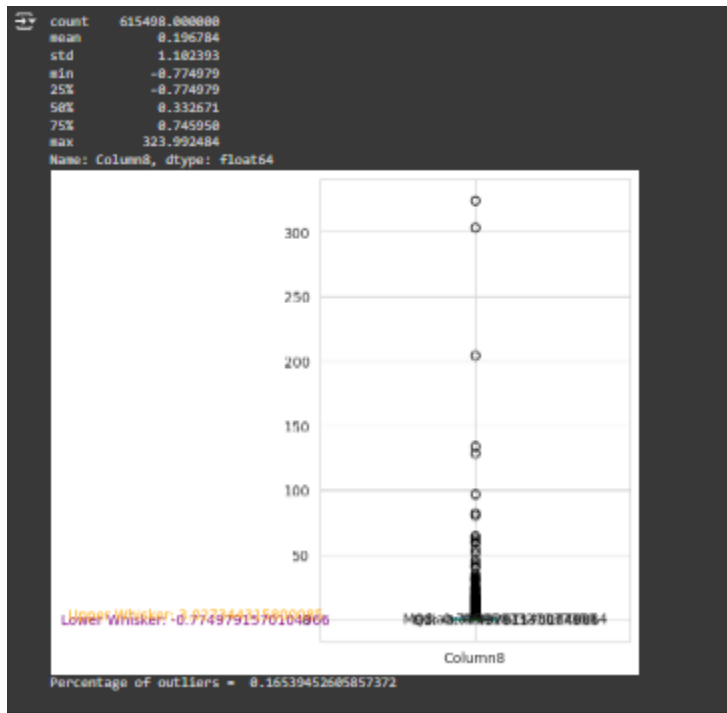 count 615498.000000
mean 0.196784
std 1.102393
min -0.774979
25% -0.774979
50% 0.332671
75% 0.745950
max 323.992484
Name: Column8, dtype: float64
300
250
200
150
100
50
Upper Whisker:
Lower Whisker:
Column8
Percentage of outliers = 0.16539452605857372